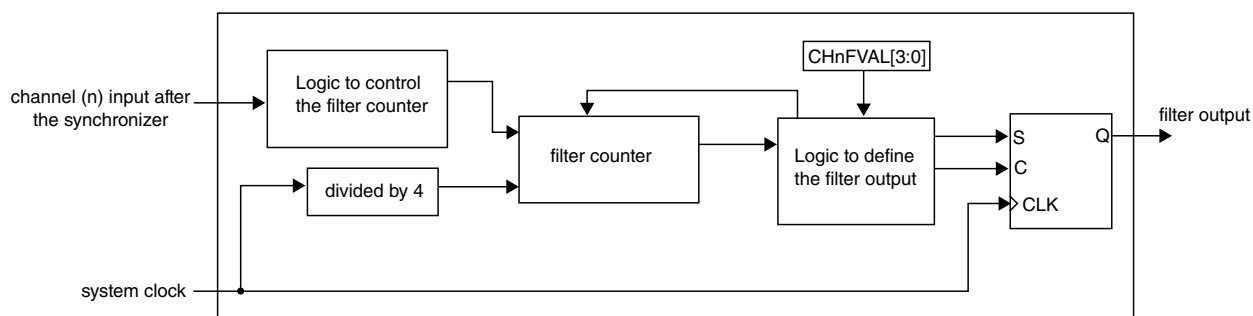 CHnFVAL[3:0]
Logic to control
the filter counter
channel (n) input after
the synchronizer
filter output
S
Q
filter counter
Logic to define
the filter output
C
divided by 4
CLK
system clock